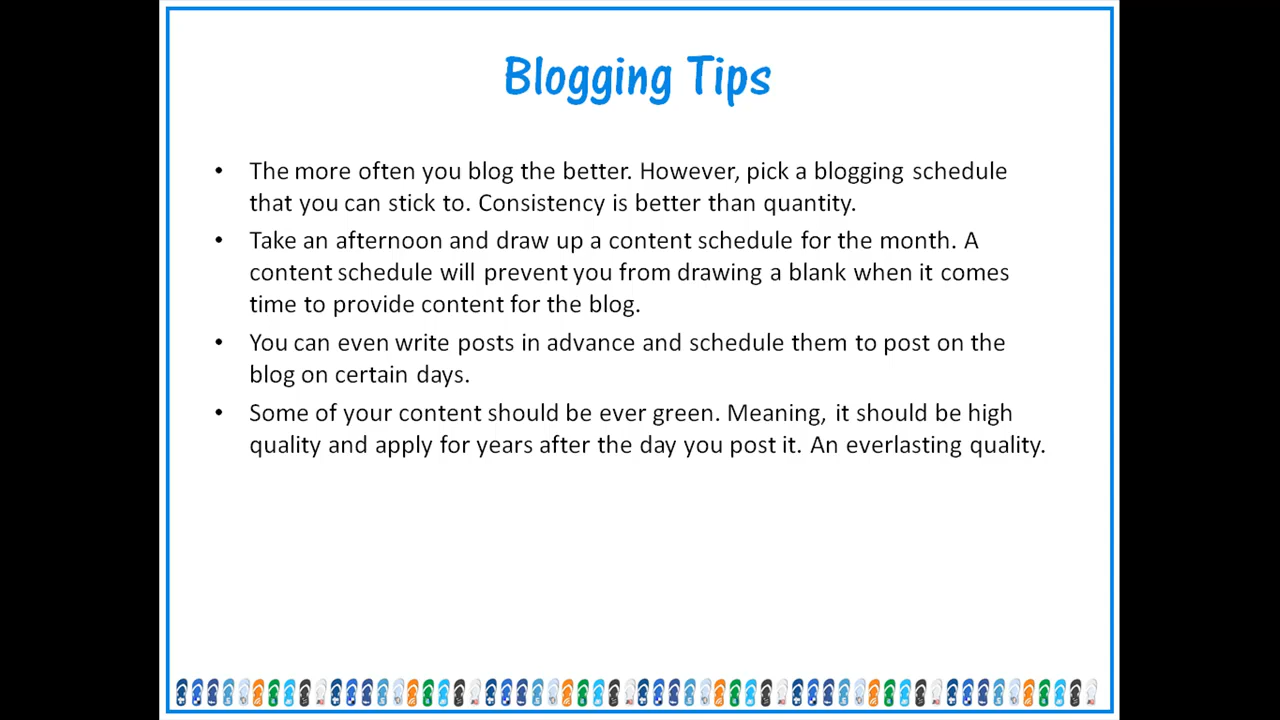 Blogging Tips
• The more often you blog the better. However, pick a blogging schedule
that you can stick to. Consistency is better than quantity.
• Take an afternoon and draw up a content schedule for the month. A
content schedule will prevent you from drawing a blank when it comes
time to provide content for the blog.
• You can even write posts in advance and schedule them to post on the
blog on certain days.
• Some of your content should be ever green. Meaning, it should be high
quality and apply for years after the day you post it. An everlasting quality.